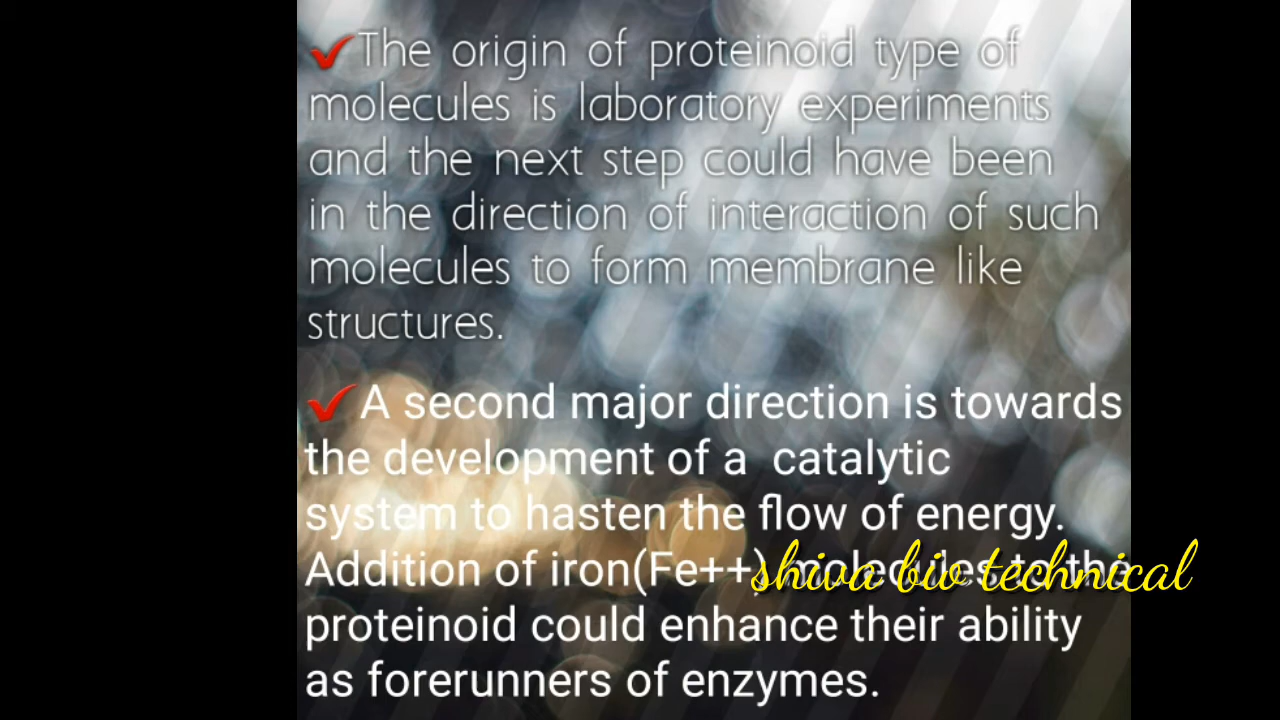 ✓The origin of proteinoid type of
molecules is laboratory experiments
and the next step could have been
in the direction of interaction of such
molecules to form membrane like
structures.
✓A second major direction is towards
the development of a catalytic
system to hasten the flow of energy.
Addition of iron(Fe++) molecules to the
proteinoid could enhance their ability
as forerunners of enzymes.
shiva bio technical